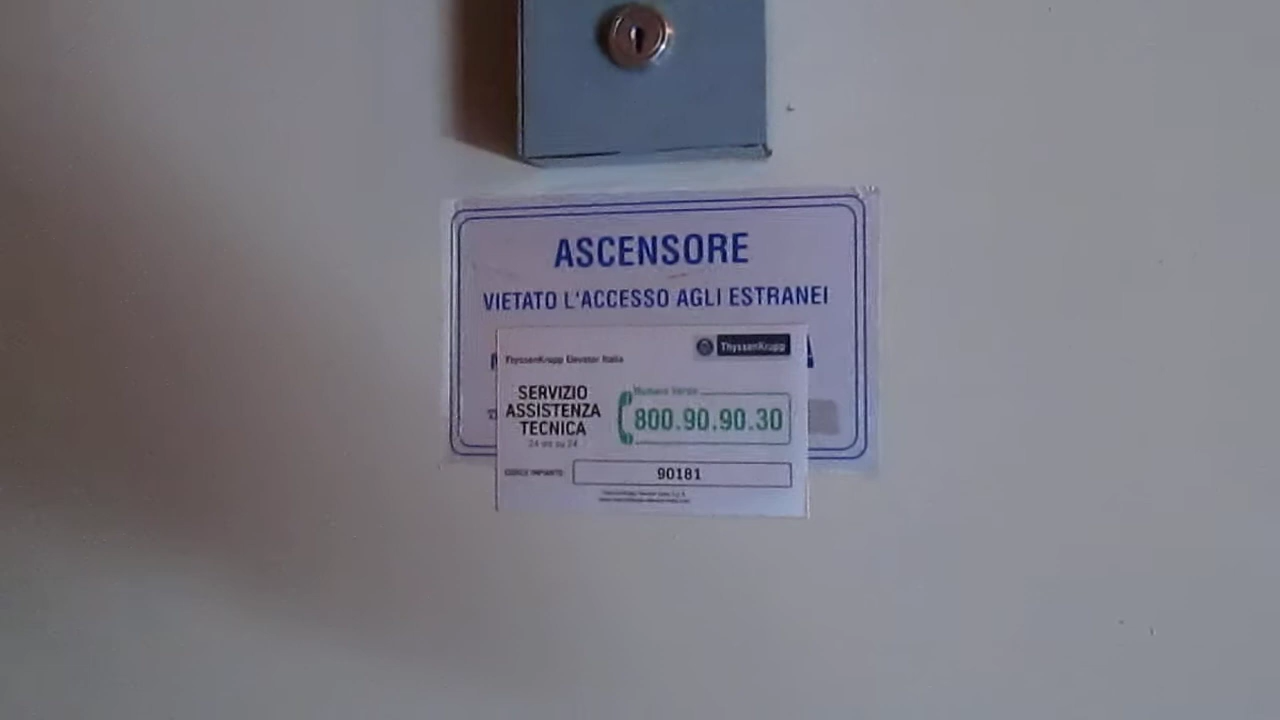 ASCENSORE
VIETATO L'ACCESSO AGLI ESTRANEI
ThyssenKrupp Elevator Italia
ThyssenKrupp
SERVIZIO
ASSISTENZA
TECNICA
24 ore su 24
Numero Verde
800.90.90.30
CODICE IMPIANTO
90181